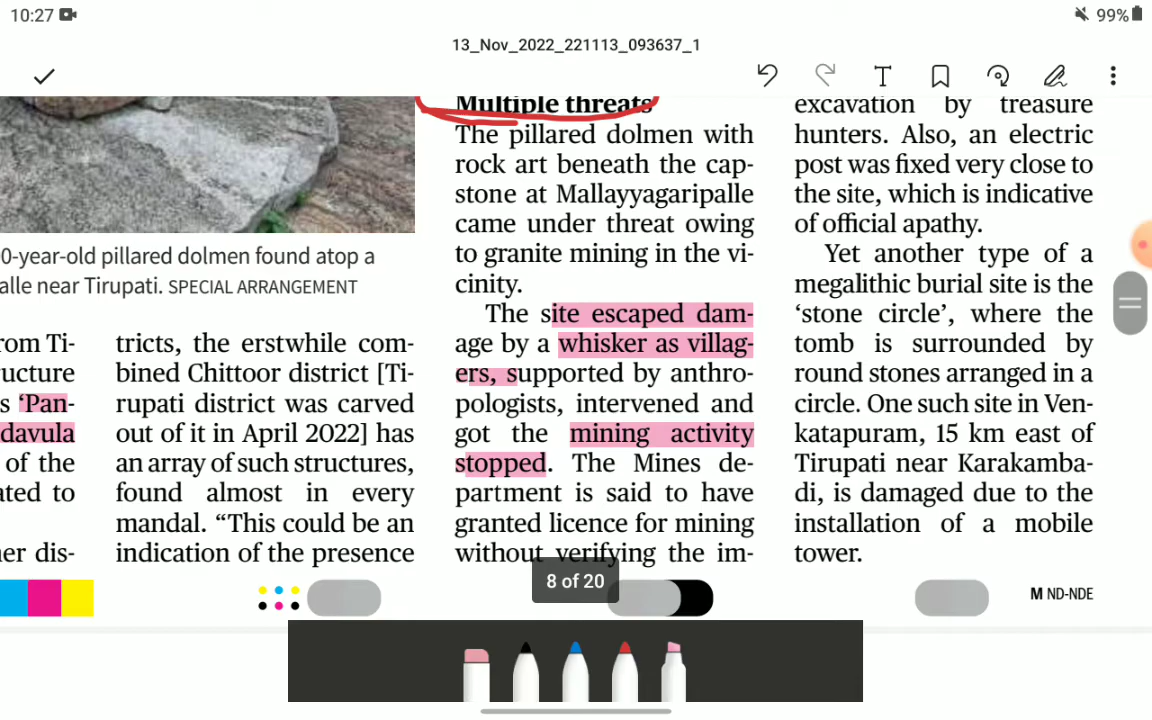 10:27
99%
13_Nov_2022_221113_093637_1
0-year-old pillared dolmen found atop a
alle near Tirupati. SPECIAL ARRANGEMENT
rom Ti-
ructure
s ‘Pan-
davula
of the
ated to
er dis-
tricts, the erstwhile com-
bined Chittoor district [Ti-
rupati district was carved
out of it in April 2022] has
an array of such structures,
found almost in every
mandal. “This could be an
indication of the presence
Multiple threats
The pillared dolmen with
rock art beneath the cap-
stone at Mallayyagaripalle
came under threat owing
to granite mining in the vi-
cinity.
The site escaped dam-
age by a whisker as villag-
ers, supported by anthro-
pologists, intervened and
got the mining activity
stopped. The Mines de-
partment is said to have
granted licence for mining
without verifying the im-
excavation by treasure
hunters. Also, an electric
post was fixed very close to
the site, which is indicative
of official apathy.
Yet another type of a
megalithic burial site is the
‘stone circle’, where the
tomb is surrounded by
round stones arranged in a
circle. One such site in Ven-
katapuram, 15 km east of
Tirupati near Karakamba-
di, is damaged due to the
installation of a mobile
tower.
8 of 20
M ND-NDE